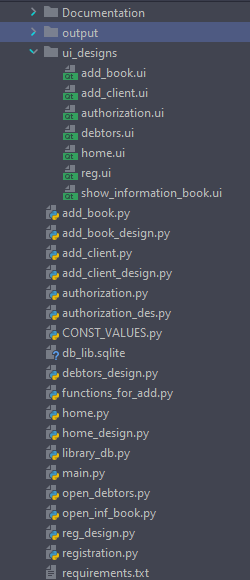 Documentation
output
ui_designs
add_book.ui
add_client.ui
authorization.ui
debtors.ui
home.ui
reg.ui
show_information_book.ui
add_book.py
add_book_design.py
add_client.py
add_client_design.py
authorization.py
authorization_des.py
CONST_VALUES.py
db_lib.sqlite
debtors_design.py
functions_for_add.py
home.py
home_design.py
library_db.py
main.py
open_debtors.py
open_inf_book.py
reg_design.py
registration.py
requirements.txt